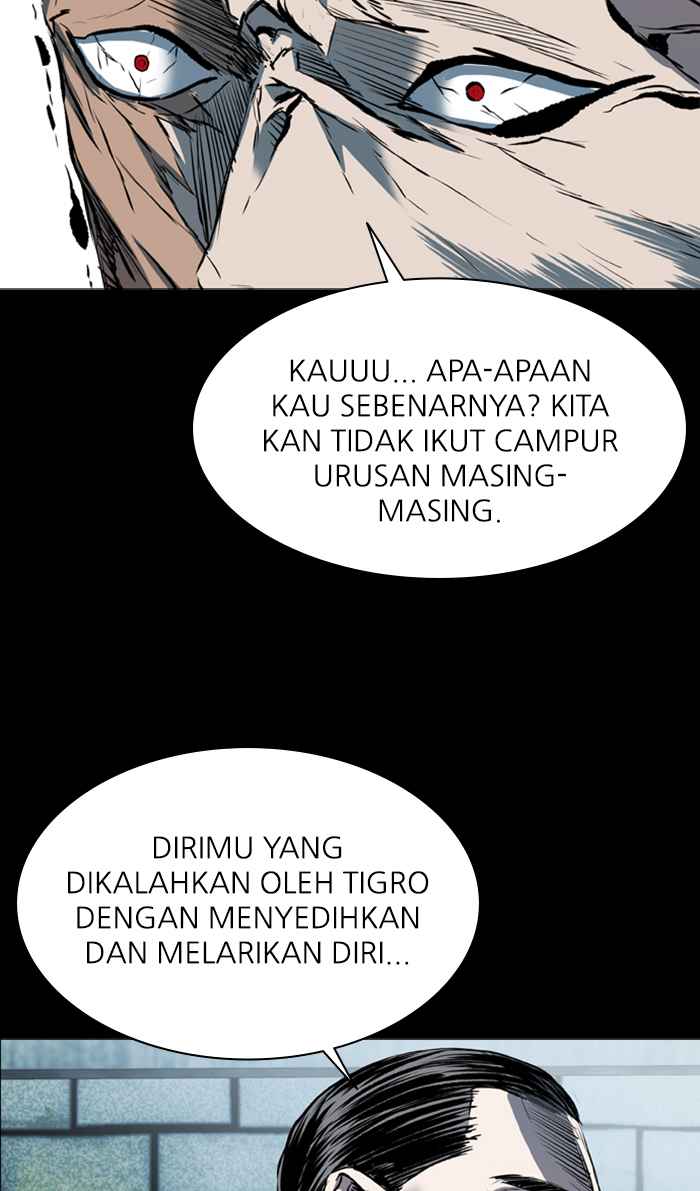 KAUUU... APA-APAAN
KAU SEBENARNYA? KITA
KAN TIDAK IKUT CAMPUR
URUSAN MASING-
MASING.
DIRIMU YANG
DIKALAHKAN OLEH TIGRO
DENGAN MENYEDIHKAN
DAN MELARIKAN DIRI...